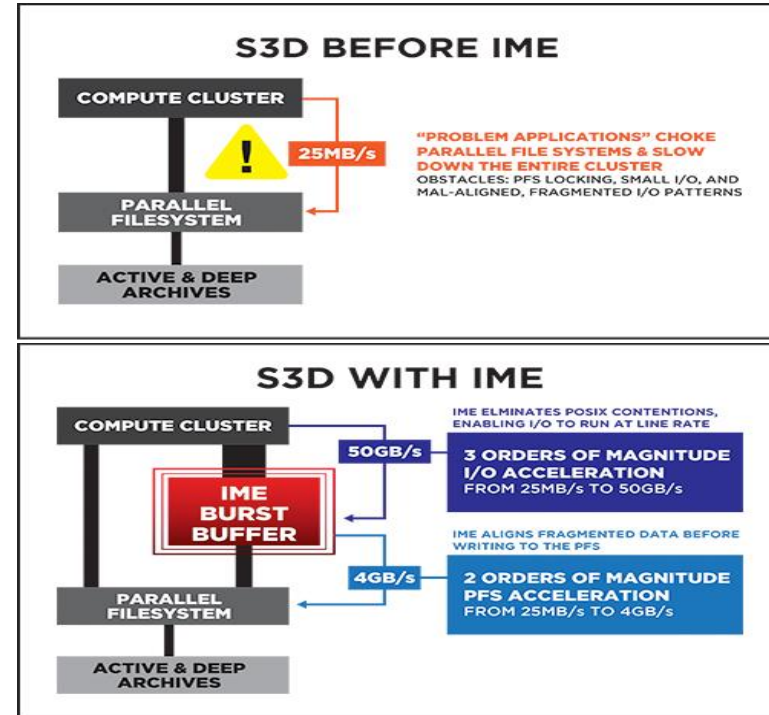 S3D BEFORE IME
COMPUTE CLUSTER
!
25MB/s
"PROBLEM APPLICATIONS" CHOKE
PARALLEL FILE SYSTEMS & SLOW
DOWN THE ENTIRE CLUSTER
OBSTACLES: PFS LOCKING, SMALL I/O, AND
MAL-ALIGNED, FRAGMENTED I/O PATTERNS
PARALLEL
FILESYSTEM
ACTIVE & DEEP
ARCHIVES
S3D WITH IME
COMPUTE CLUSTER
50GB/s
IME ELMINATES POSIX CONTENTIONS,
ENABLING I/O TO RUN AT LINE RATE
3 ORDERS OF MAGNITUDE
I/O ACCELERATION
FROM 25MB/s TO 50GB/s
IME
BURST
BUFFER
4GB/s
IME ALIGNS FRAGMENTED DATA BEFORE
WRITING TO THE PFS
2 ORDERS OF MAGNITUDE
PFS ACCELERATION
FROM 25MB/s TO 4GB/s
PARALLEL
FILESYSTEM
ACTIVE & DEEP
ARCHIVES